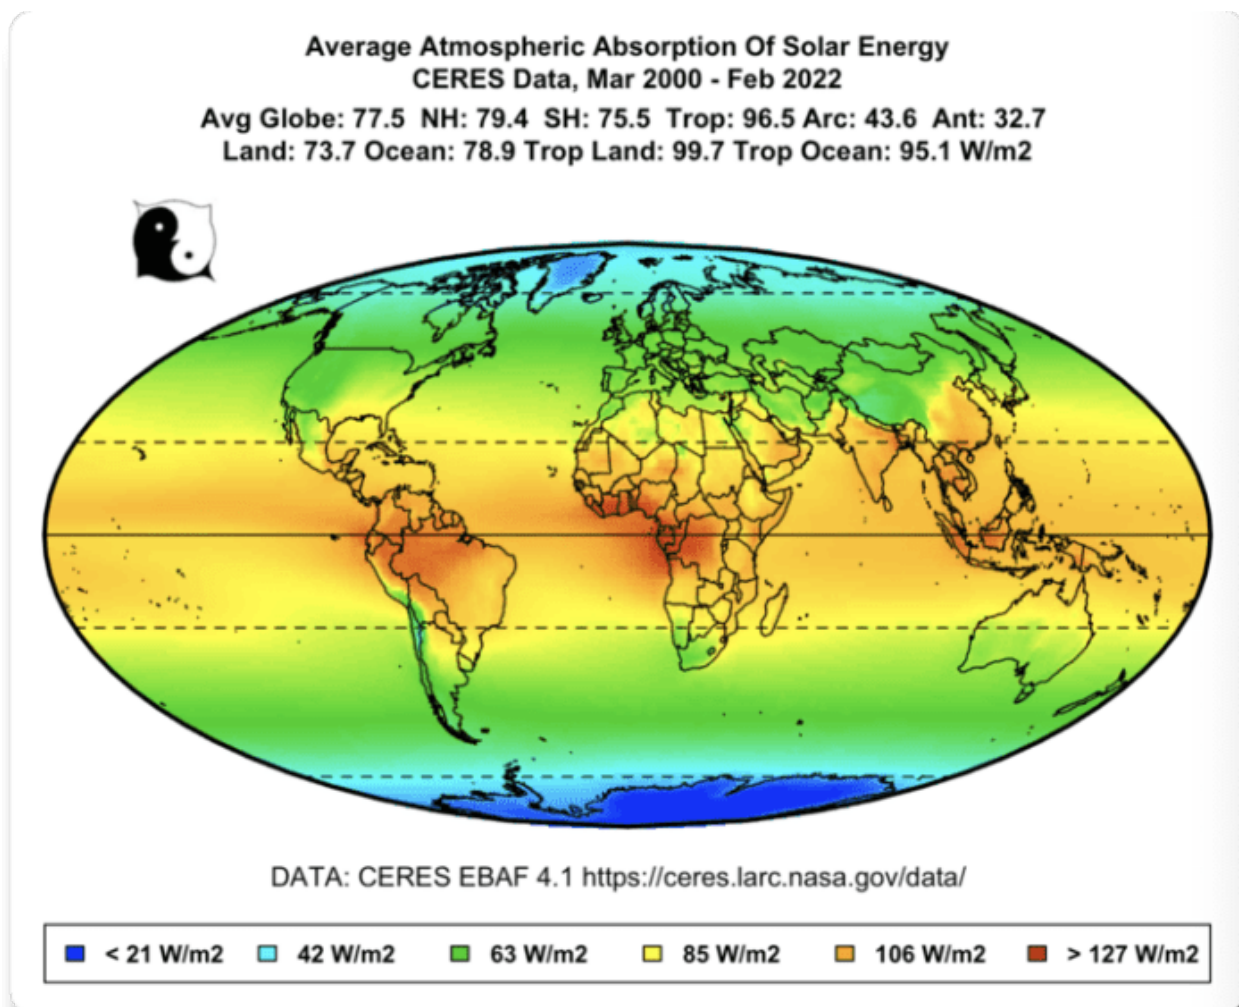 Average Atmospheric Absorption Of Solar Energy
CERES Data, Mar 2000 - Feb 2022
Avg Globe: 77.5 NH: 79.4 SH: 75.5 Trop: 96.5 Arc: 43.6 Ant: 32.7
Land: 73.7 Ocean: 78.9 Trop Land: 99.7 Trop Ocean: 95.1 W/m2
DATA: CERES EBAF 4.1 https://ceres.larc.nasa.gov/data/
< 21 W/m2 42 W/m2 63 W/m2 85 W/m2 106 W/m2 > 127 W/m2